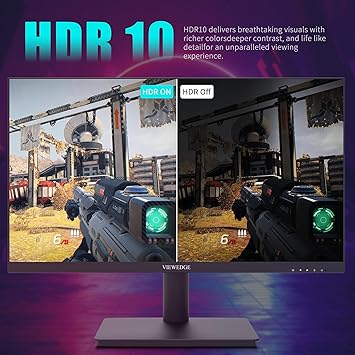 HDR 10
HDR10 delivers breathtaking visuals with
richer colorsdeeper contrast, and life like
detailfor an unparalleled viewing
experience.
HDR ON
HDR Off
6
VIEWEDGE